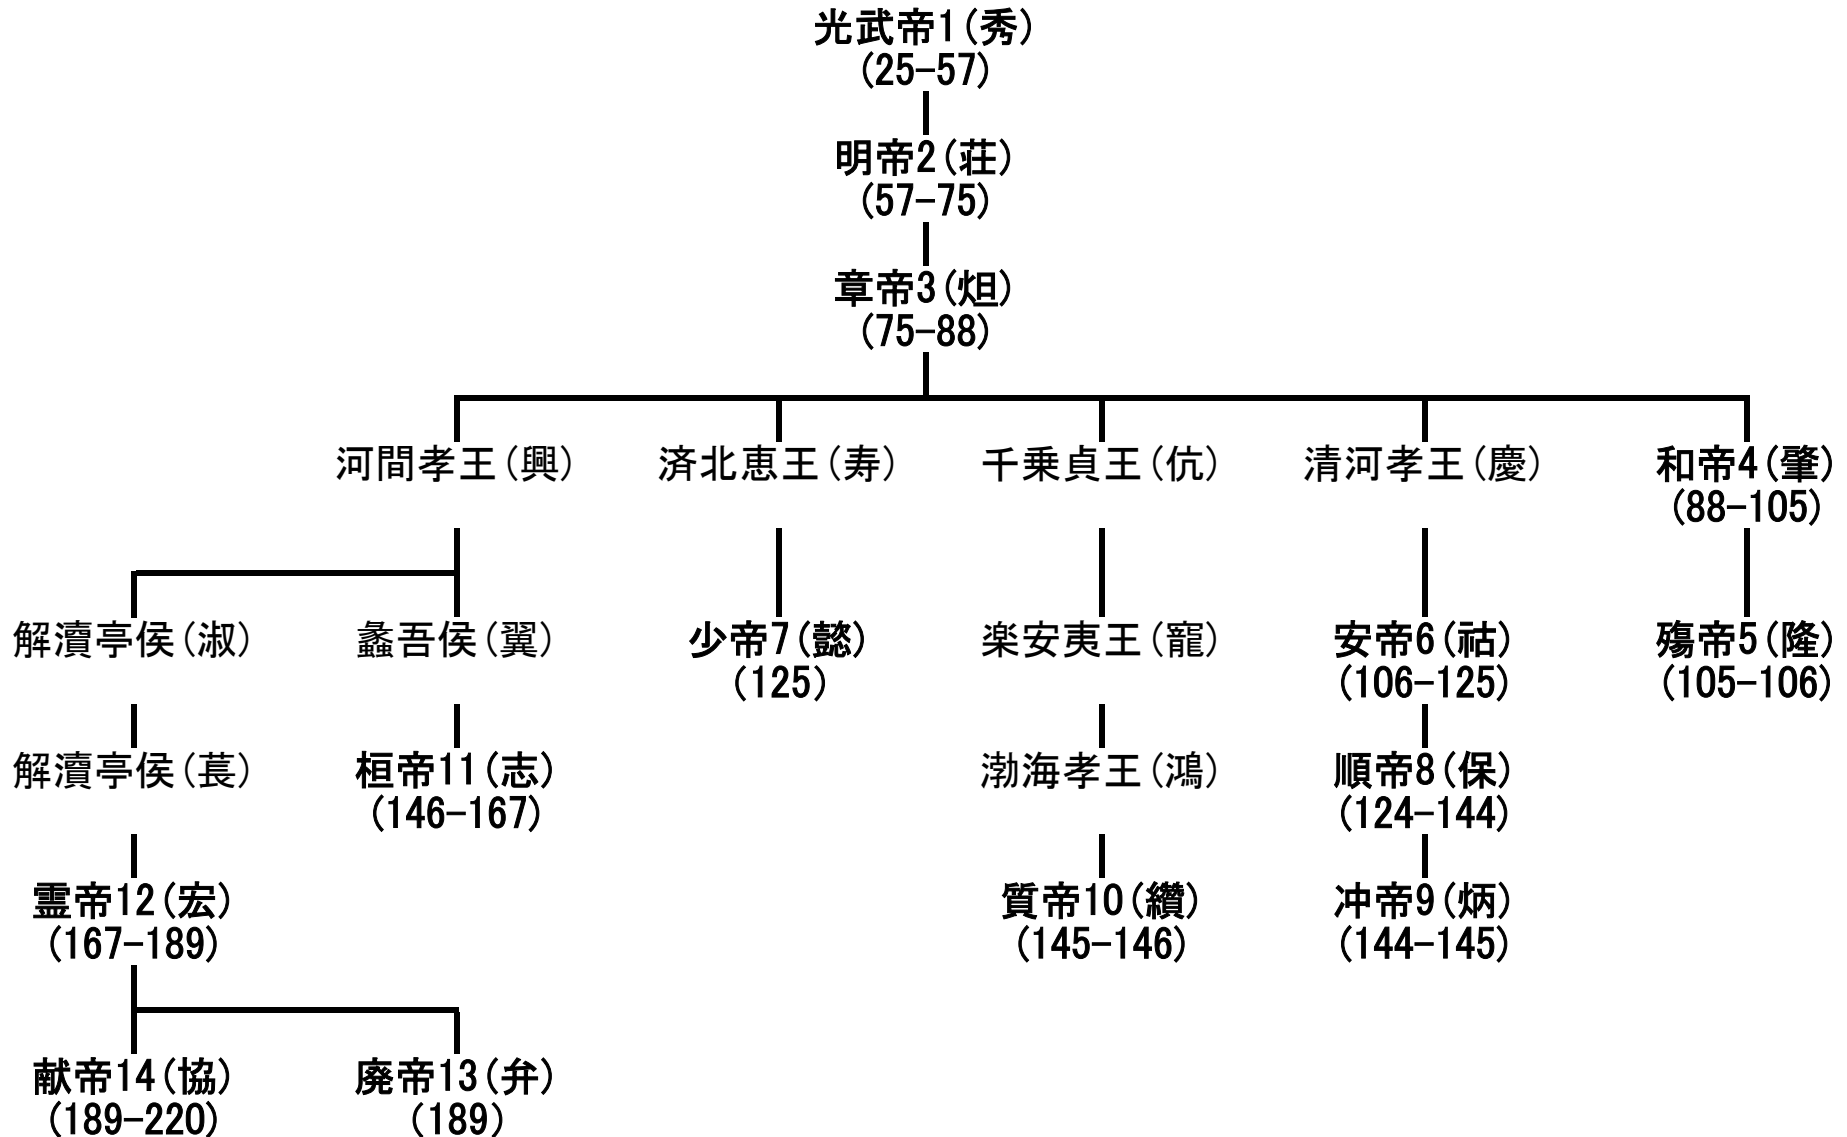 光武帝1(秀)
(25-57)
明帝2(荘)
(57-75)
章帝3(炟)
(75-88)
河間孝王(興)
済北恵王(寿)
千乗貞王(伉)
清河孝王(慶)
和帝4(肇)
(88-105)
解瀆亭侯(淑)
蠡吾侯(翼)
少帝7(懿)
(125)
楽安夷王(寵)
安帝6(祜)
(106-125)
殤帝5(隆)
(105-106)
解瀆亭侯(萇)
桓帝11(志)
(146-167)
渤海孝王(鴻)
順帝8(保)
(124-144)
霊帝12(宏)
(167-189)
質帝10(纘)
(145-146)
冲帝9(炳)
(144-145)
献帝14(協)
(189-220)
廃帝13(弁)
(189)